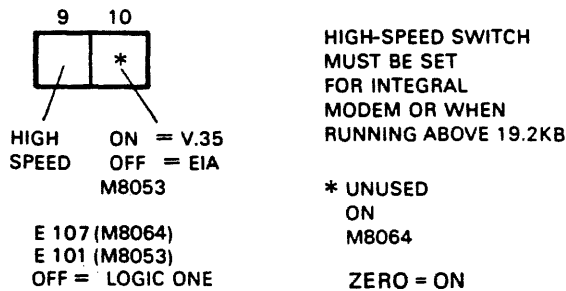 9 10
*
HIGH SPEED
ON = V.35
OFF = EIA
M8053
E 107 (M8064)
E 101 (M8053)
OFF = LOGIC ONE
HIGH-SPEED SWITCH
MUST BE SET
FOR INTEGRAL
MODEM OR WHEN
RUNNING ABOVE 19.2KB
* UNUSED
ON
M8064
ZERO = ON